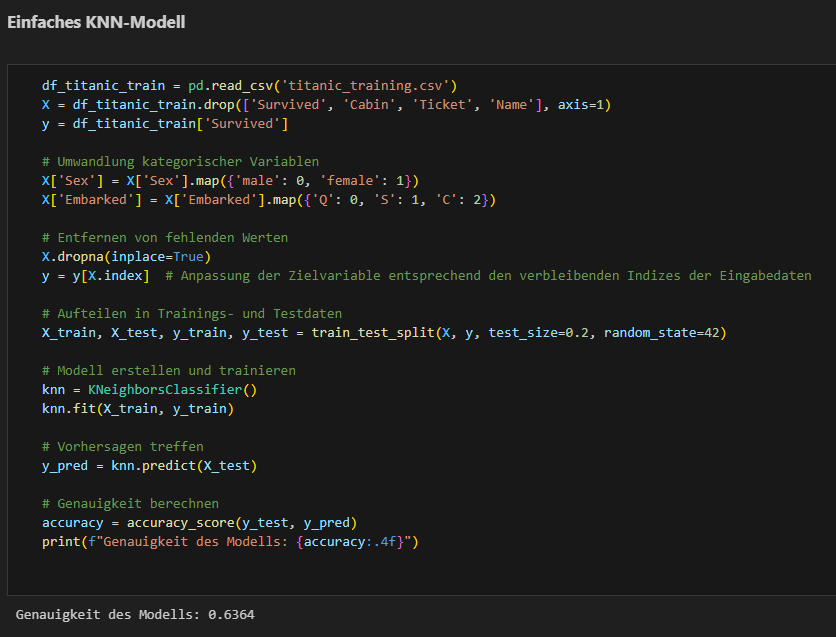 Einfaches KNN-Modell
df_titanic_train = pd.read_csv('titanic_training.csv')
X = df_titanic_train.drop(['Survived', 'Cabin', 'Ticket', 'Name'], axis=1)
y = df_titanic_train['Survived']
# Umwandlung kategorischer Variablen
X['Sex'] = X['Sex'].map({'male': 0, 'female': 1})
X['Embarked'] = X['Embarked'].map({'Q': 0, 'S': 1, 'C': 2})
# Entfernen von fehlenden Werten
X.dropna(inplace=True)
y = y[X.index]  # Anpassung der Zielvariable entsprechend den verbleibenden Indizes der Eingabedaten
# Aufteilen in Trainings- und Testdaten
X_train, X_test, y_train, y_test = train_test_split(X, y, test_size=0.2, random_state=42)
# Modell erstellen und trainieren
knn = KNeighborsClassifier()
knn.fit(X_train, y_train)
# Vorhersagen treffen
y_pred = knn.predict(X_test)
# Genauigkeit berechnen
accuracy = accuracy_score(y_test, y_pred)
print(f"Genauigkeit des Modells: {accuracy:.4f}")
Genauigkeit des Modells: 0.6364